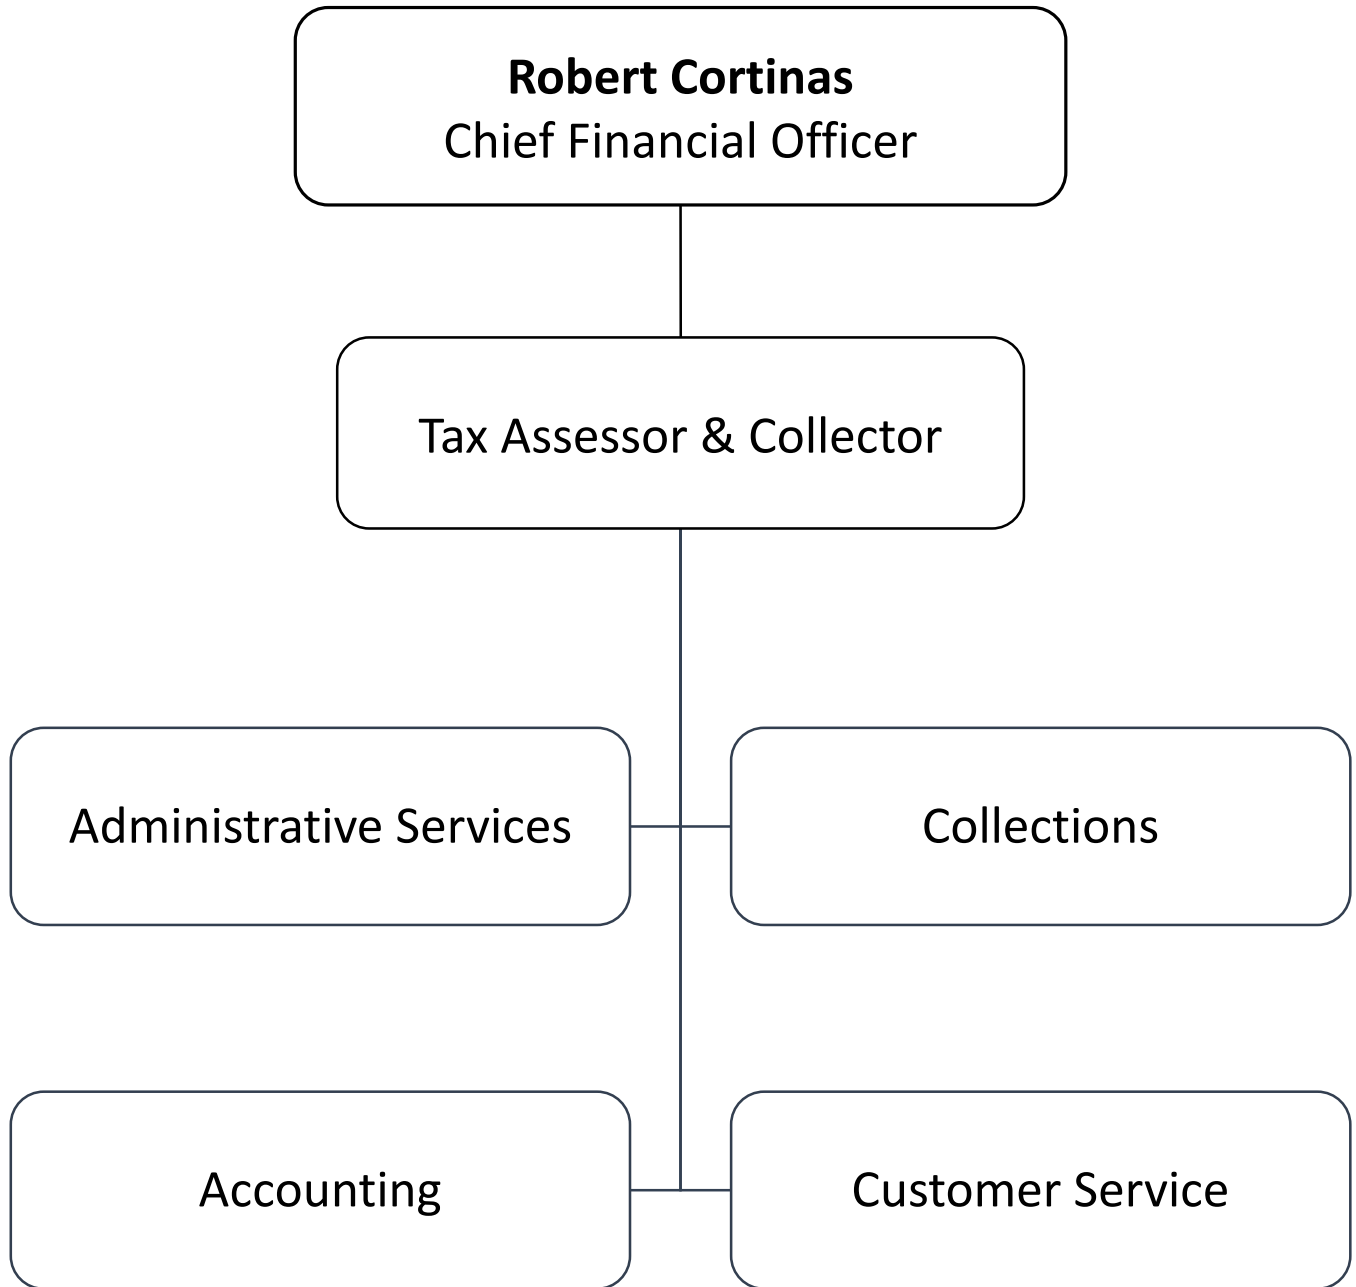 Robert Cortinas
Chief Financial Officer
Tax Assessor & Collector
Administrative Services
Collections
Accounting
Customer Service